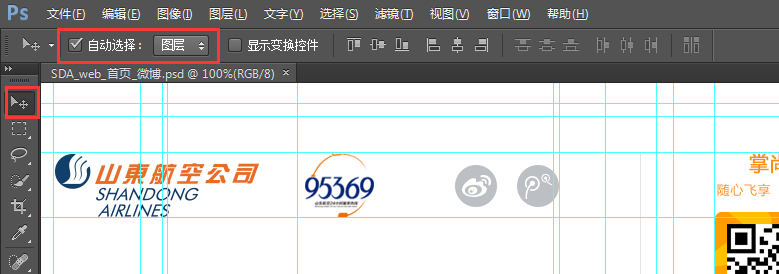 Ps 文件(F) 编辑(E) 图像(I) 图层(L) 文字(Y) 选择(S) 滤镜(T) 视图(V) 窗口(W) 帮助(H)
自动选择： 图层 显示变换控件
SDA_web_首页_微博.psd @ 100%(RGB/8) ×
山東航空公司
SHANDONG
AIRLINES
95369
掌尚
随心飞享